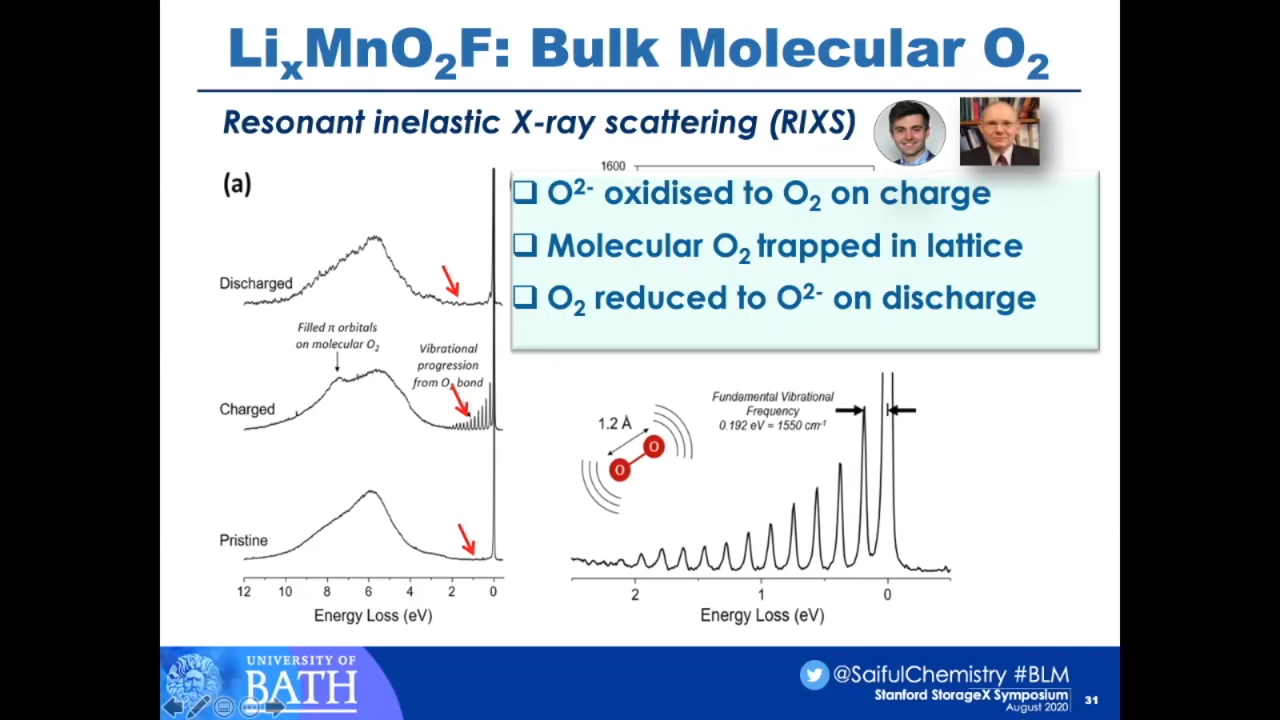 LiₓMnO₂F: Bulk Molecular O₂
Resonant inelastic X-ray scattering (RIXS)
(a)
1600
❑ O²⁻ oxidised to O₂ on charge
❑ Molecular O₂ trapped in lattice
❑ O₂ reduced to O²⁻ on discharge
Discharged
Filled π orbitals
on molecular O₂
Vibrational
progression
from O₂ bond
Charged
Pristine
12 10 8 6 4 2 0
Energy Loss (eV)
Fundamental Vibrational
Frequency
0.192 eV = 1550 cm⁻¹
1.2 Å
O
O
2 1 0
Energy Loss (eV)
UNIVERSITY OF
BATH
@SaifulChemistry #BLM
Stanford StorageX Symposium
August 2020
31